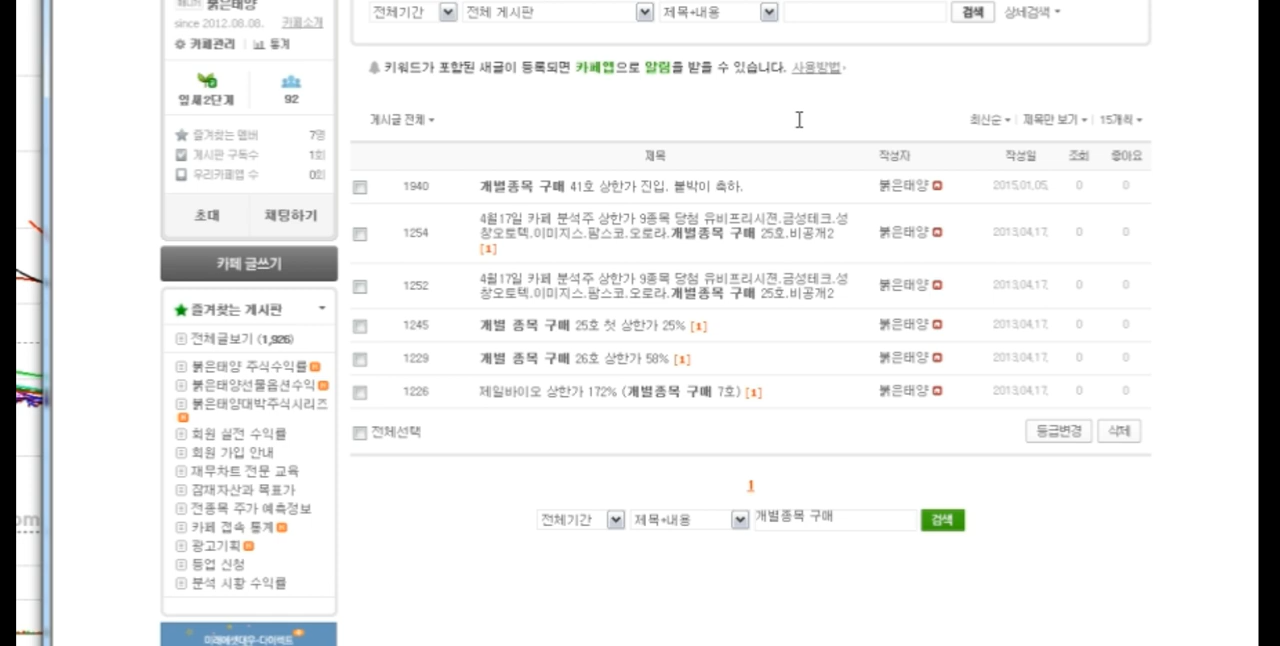 붉은태양
since 2012.08.08. 카페소개
카페관리 통계
잎새2단계 92
즐겨찾는 멤버 7명
게시판 구독수 1회
우리카페앱 수 0회
초대 채팅하기
카페 글쓰기
즐겨찾는 게시판
전체글보기 (1,926)
붉은태양 주식수익률
붉은태양선물옵션수익
붉은태양대박주식시리즈
회원 실전 수익률
회원 가입 안내
재무차트 전문 교육
잠재자산과 목표가
전종목 주가 예측정보
카페 접속 통계
광고기획
등업 신청
분석 시황 수익률
미래에셋대우-다이렉트
전체기간 전체 게시판 제목+내용 검색 상세검색
키워드가 포함된 새글이 등록되면 카페앱으로 알림을 받을 수 있습니다. 사용방법
게시글 전체 최신순 제목만 보기 15개씩
제목 작성자 작성일 조회 좋아요
1940 개별종목 구매 41호 상한가 진입. 붙박이 축하. 붉은태양 2015.01.05. 0 0
4월17일 카페 분석주 상한가 9종목 당첨 유비프리시젼.금성테크.성
1254 창오토텍.이미지스.팜스코.오로라.개별종목 구매 25호.비공개2 붉은태양 2013.04.17. 0 0
[1]
4월17일 카페 분석주 상한가 9종목 당첨 유비프리시젼.금성테크.성
1252 창오토텍.이미지스.팜스코.오로라.개별종목 구매 25호.비공개2 붉은태양 2013.04.17. 0 0
1245 개별 종목 구매 25호 첫 상한가 25% [1] 붉은태양 2013.04.17. 0 0
1229 개별 종목 구매 26호 상한가 58% [1] 붉은태양 2013.04.17. 0 0
1226 제일바이오 상한가 172% (개별종목 구매 7호) [1] 붉은태양 2013.04.17. 0 0
전체선택 등급변경 삭제
1
전체기간 제목+내용 개별종목 구매 검색